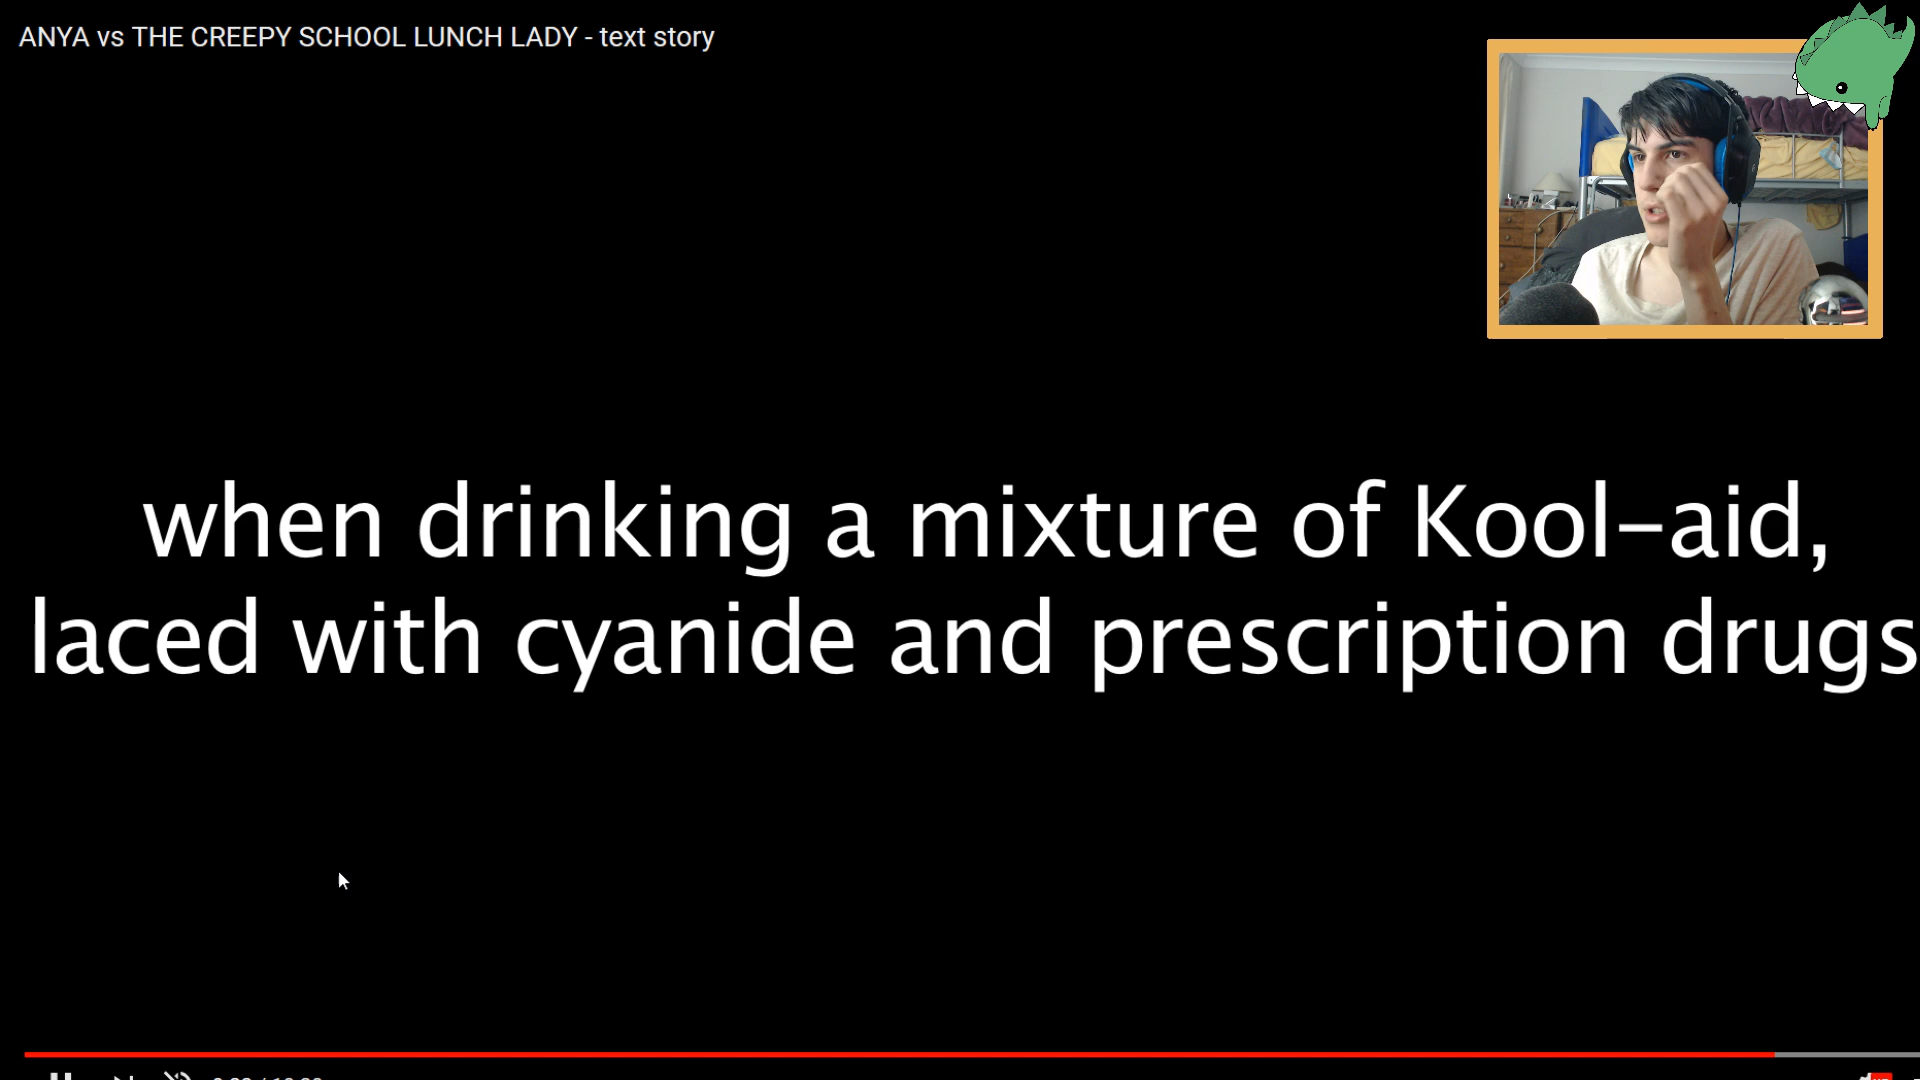 ANYA vs THE CREEPY SCHOOL LUNCH LADY - text story
when drinking a mixture of Kool-aid,
laced with cyanide and prescription drugs